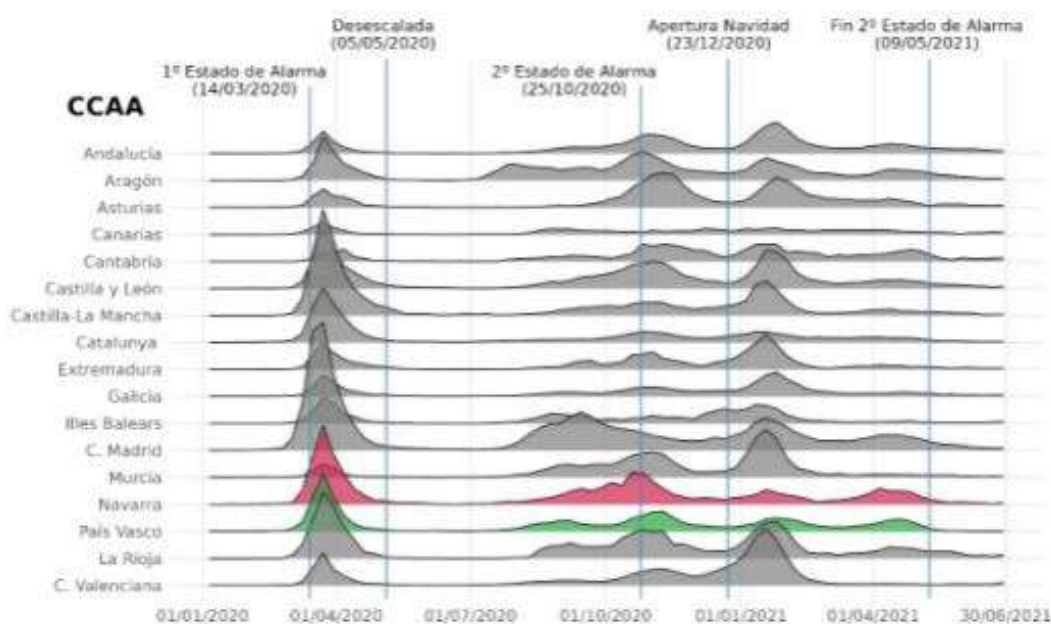 Desescalada
(05/05/2020)
Apertura Navidad
(23/12/2020)
Fin 2º Estado de Alarma
(09/05/2021)
1º Estado de Alarma
(14/03/2020)
2º Estado de Alarma
(25/10/2020)
CCAA
Andalucía
Aragón
Asturias
Canarias
Cantabria
Castilla y León
Castilla-La Mancha
Catalunya
Extremadura
Galicia
Illes Balears
C. Madrid
Murcia
Navarra
País Vasco
La Rioja
C. Valenciana
01/01/2020
01/04/2020
01/07/2020
01/10/2020
01/01/2021
01/04/2021
30/06/2021